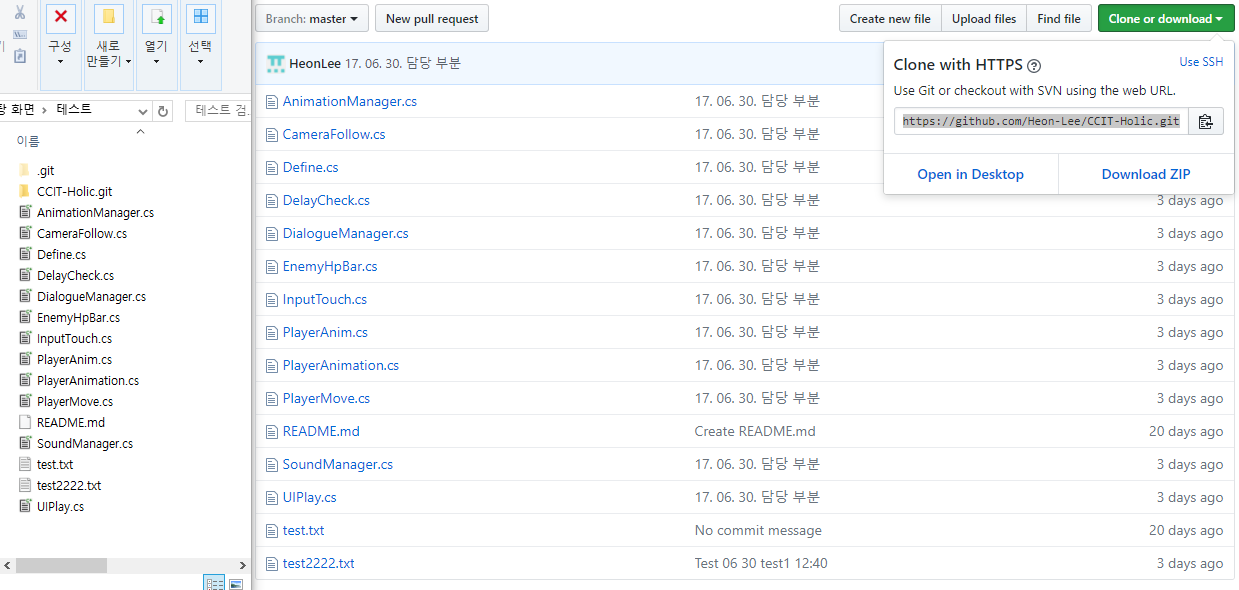 구성
새로
만들기
열기
선택
탕 화면 › 테스트
테스트 검.
이름
.git
CCIT-Holic.git
AnimationManager.cs
CameraFollow.cs
Define.cs
DelayCheck.cs
DialogueManager.cs
EnemyHpBar.cs
InputTouch.cs
PlayerAnim.cs
PlayerAnimation.cs
PlayerMove.cs
README.md
SoundManager.cs
test.txt
test2222.txt
UIPlay.cs
Branch: master
New pull request
Create new file
Upload files
Find file
Clone or download
HeonLee 17. 06. 30. 담당 부분
Clone with HTTPS
Use SSH
Use Git or checkout with SVN using the web URL.
https://github.com/Heon-Lee/CCIT-Holic.git
Open in Desktop
Download ZIP
AnimationManager.cs 17. 06. 30. 담당 부분
CameraFollow.cs 17. 06. 30. 담당 부분
Define.cs 17. 06. 30. 담당 부분
DelayCheck.cs 17. 06. 30. 담당 부분 3 days ago
DialogueManager.cs 17. 06. 30. 담당 부분 3 days ago
EnemyHpBar.cs 17. 06. 30. 담당 부분 3 days ago
InputTouch.cs 17. 06. 30. 담당 부분 3 days ago
PlayerAnim.cs 17. 06. 30. 담당 부분 3 days ago
PlayerAnimation.cs 17. 06. 30. 담당 부분 3 days ago
PlayerMove.cs 17. 06. 30. 담당 부분 3 days ago
README.md Create README.md 20 days ago
SoundManager.cs 17. 06. 30. 담당 부분 3 days ago
UIPlay.cs 17. 06. 30. 담당 부분 3 days ago
test.txt No commit message 20 days ago
test2222.txt Test 06 30 test1 12:40 3 days ago